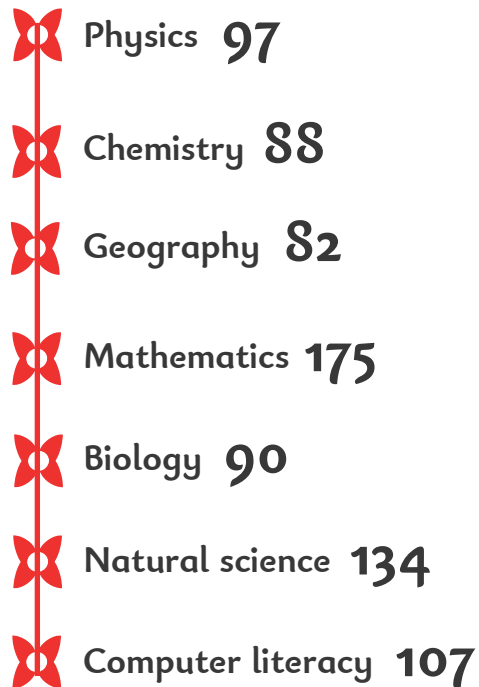 Physics 97
Chemistry 88
Geography 82
Mathematics 175
Biology 90
Natural science 134
Computer literacy 107